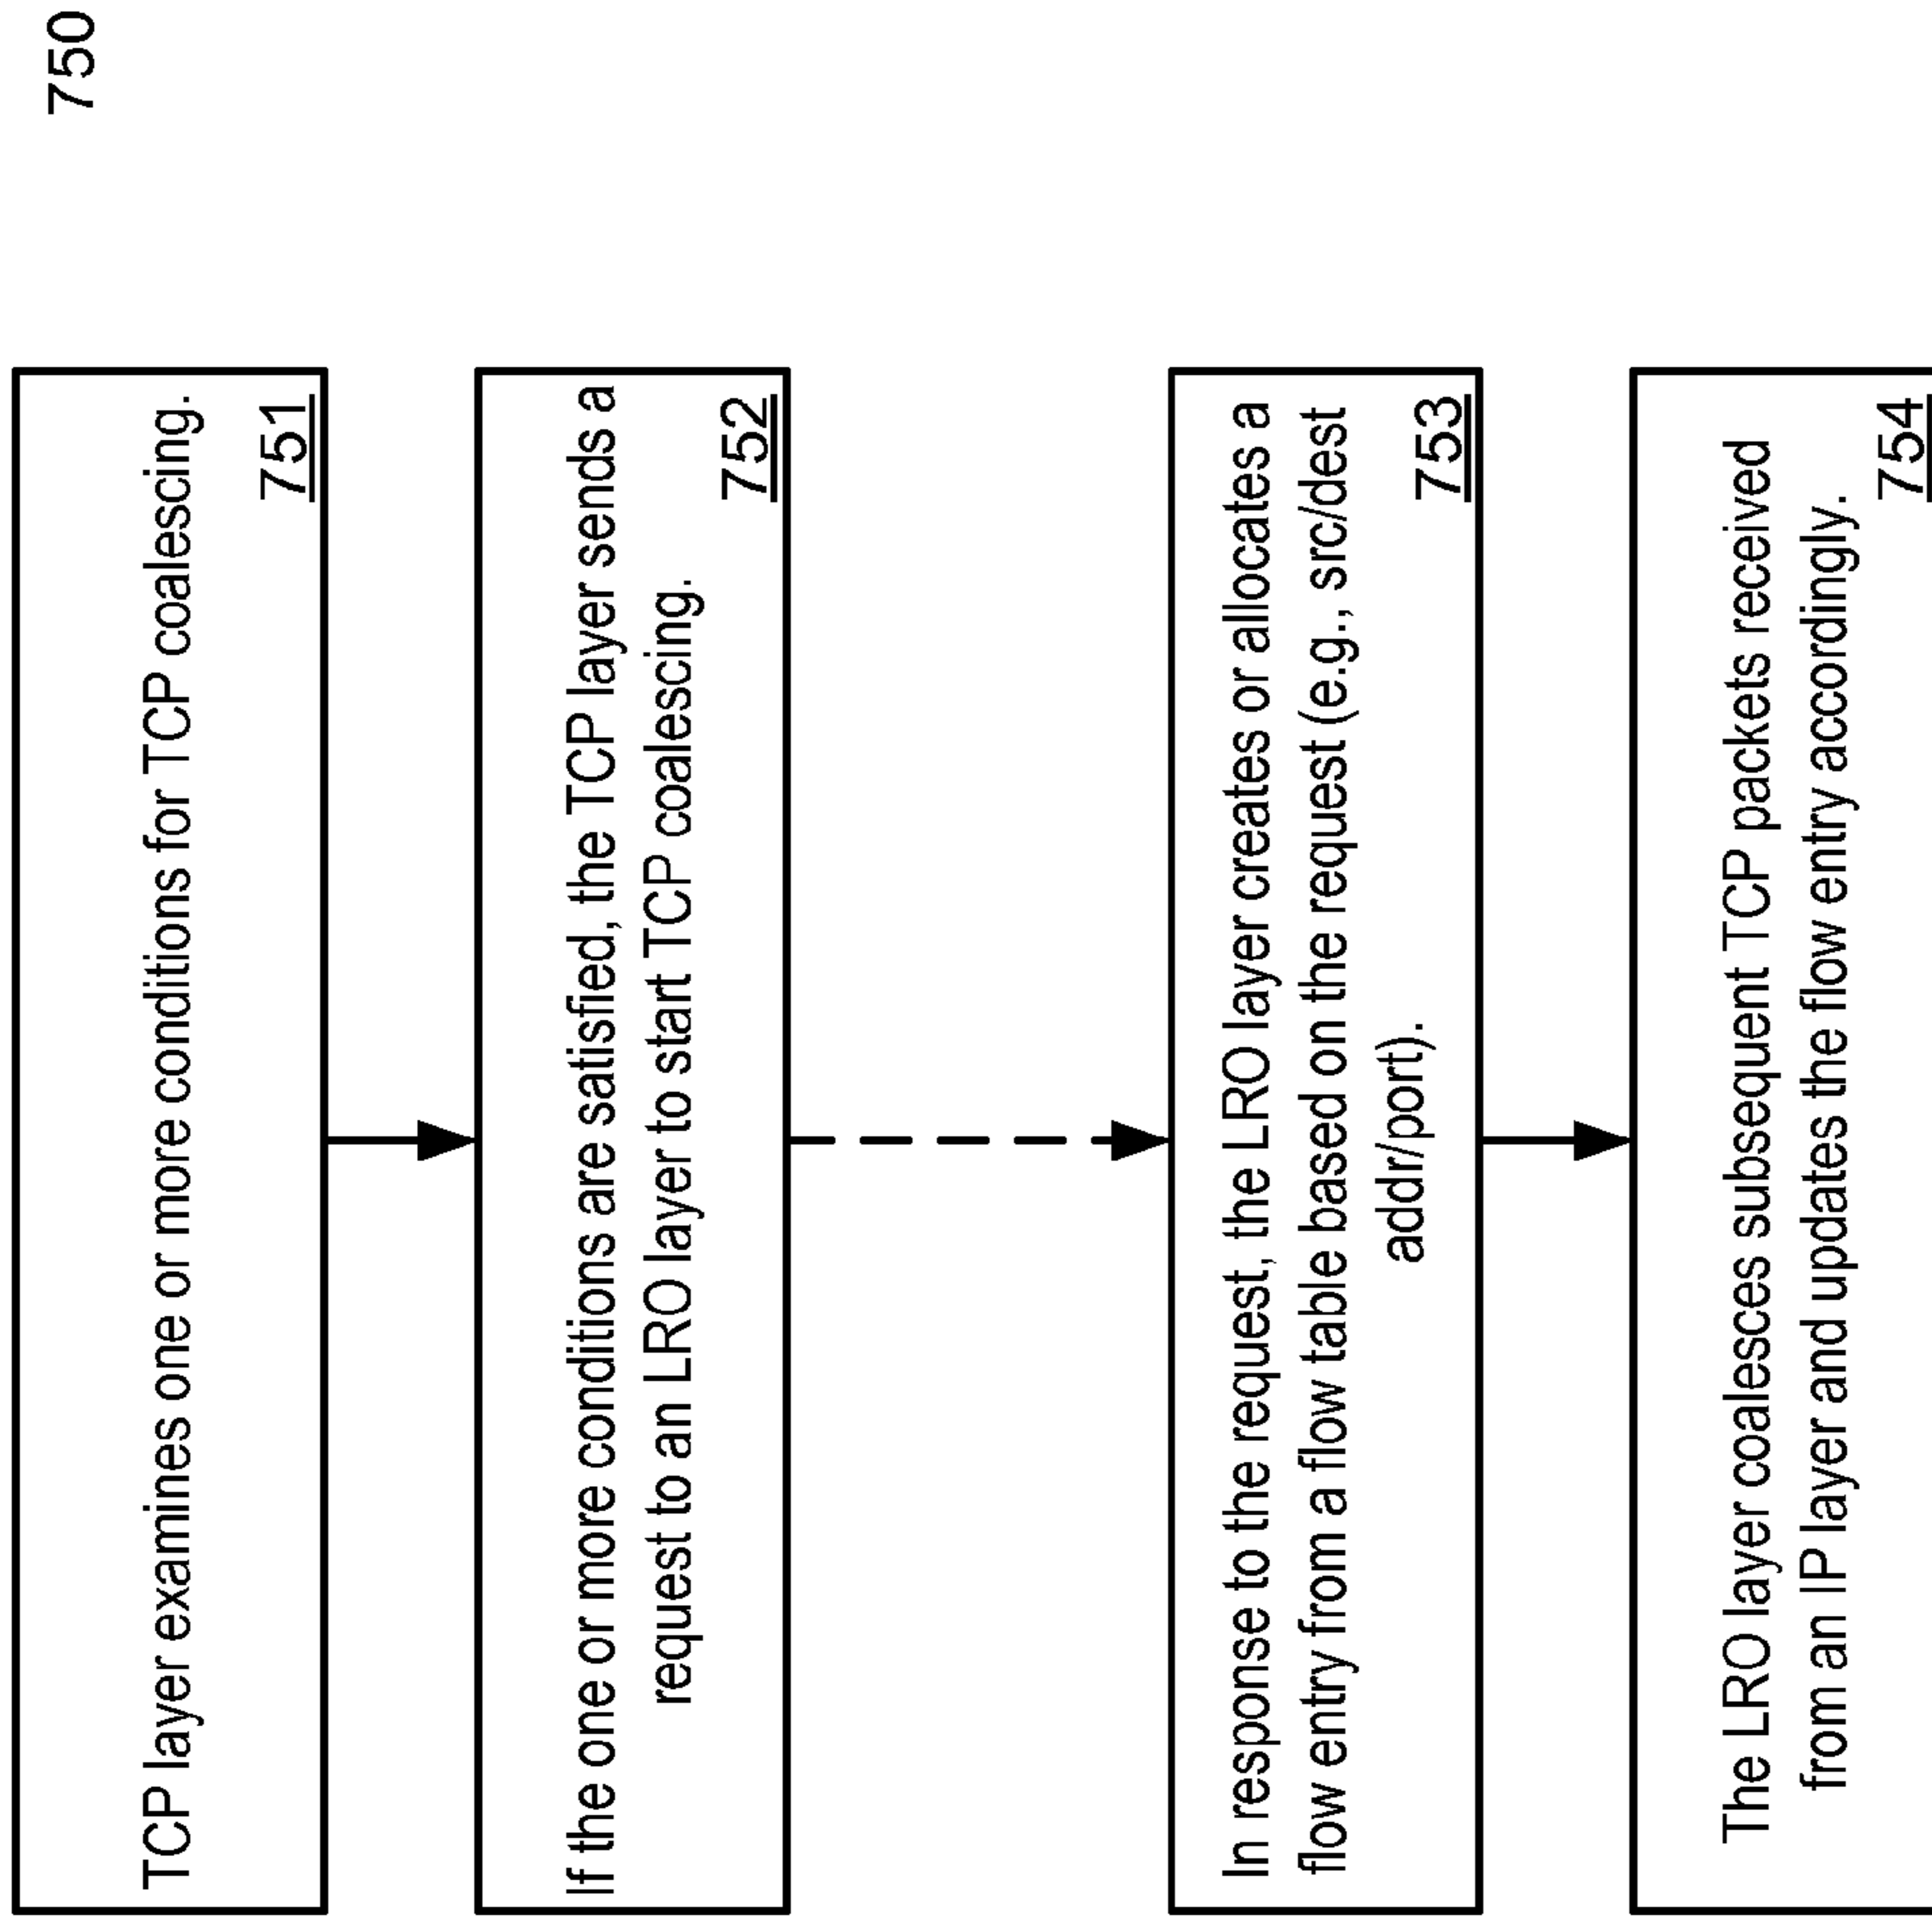 750
TCP layer examines one or more conditions for TCP coalescing.
751
If the one or more conditions are satisfied, the TCP layer sends a
request to an LRO layer to start TCP coalescing.
752
In response to the request, the LRO layer creates or allocates a
flow entry from a flow table based on the request (e.g., src/dest
addr/port).
753
The LRO layer coalesces subsequent TCP packets received
from an IP layer and updates the flow entry accordingly.
754